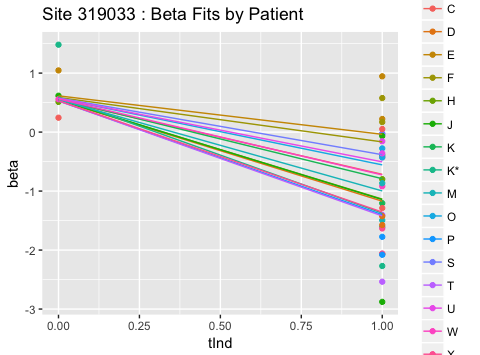 Site 319033 : Beta Fits by Patient
beta
1
0
-1
-2
-3
0.00 0.25 0.50 0.75 1.00
tInd
C
D
E
F
H
J
K
K*
M
O
P
S
T
U
W